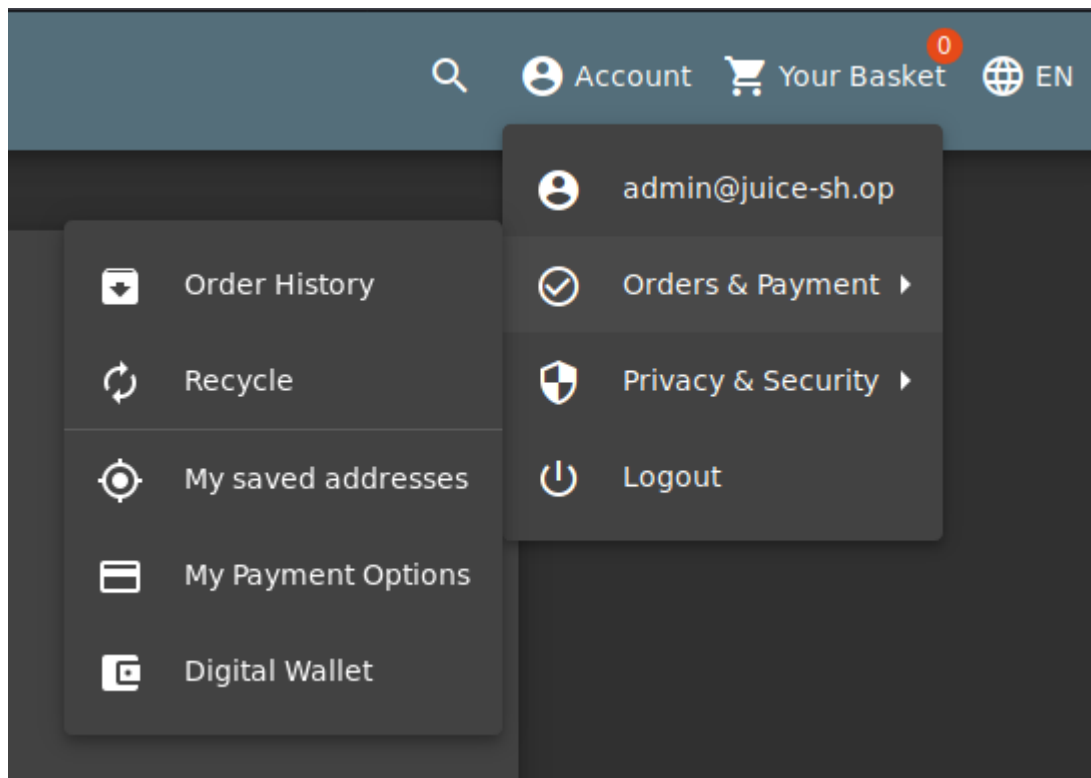 Account
Your Basket
0
EN
admin@juice-sh.op
Orders & Payment
Privacy & Security
Logout
Order History
Recycle
My saved addresses
My Payment Options
Digital Wallet